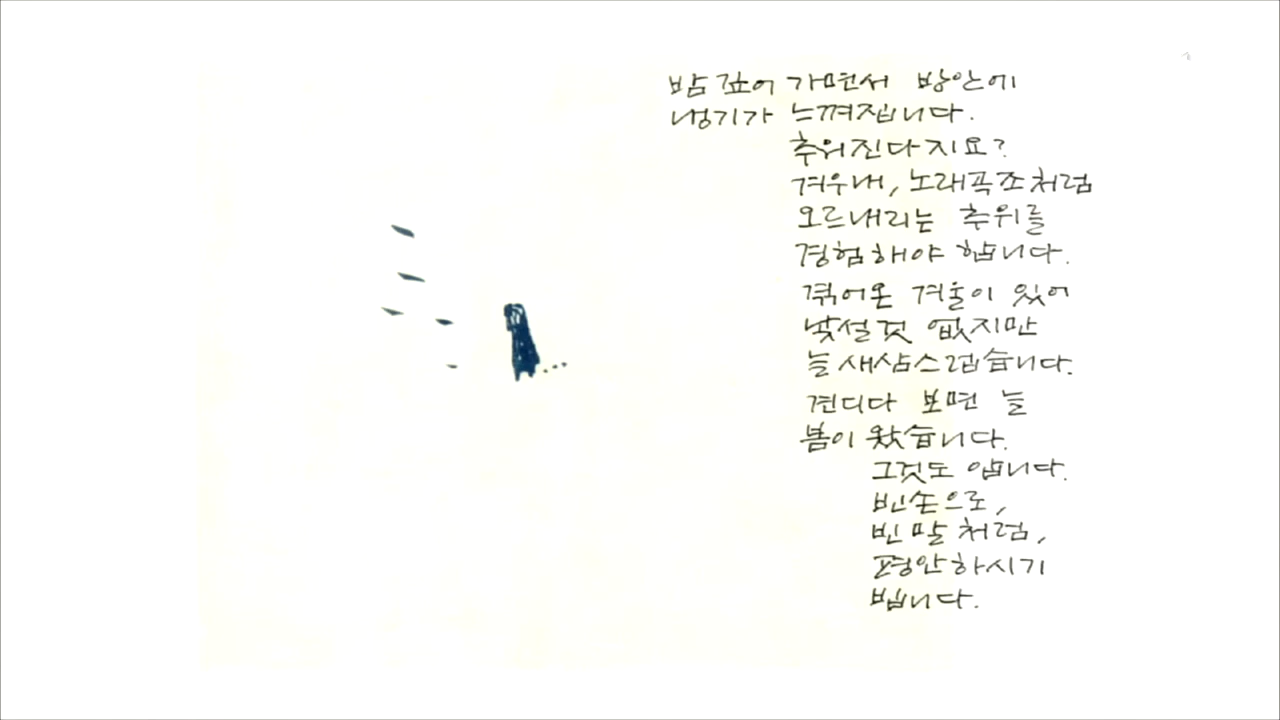 밤 깊어 가면서 방안에
냉기가 느껴집니다.
추워진다지요?
겨우내, 노래곡조처럼
오르내리는 추위를
경험해야 합니다.
겪어온 겨울이 있어
낯설 것 없지만
늘 새삼스럽습니다.
견디다 보면 늘
봄이 왔습니다.
그것도 압니다.
빈손으로,
빈 말처럼,
평안하시기
빕니다.